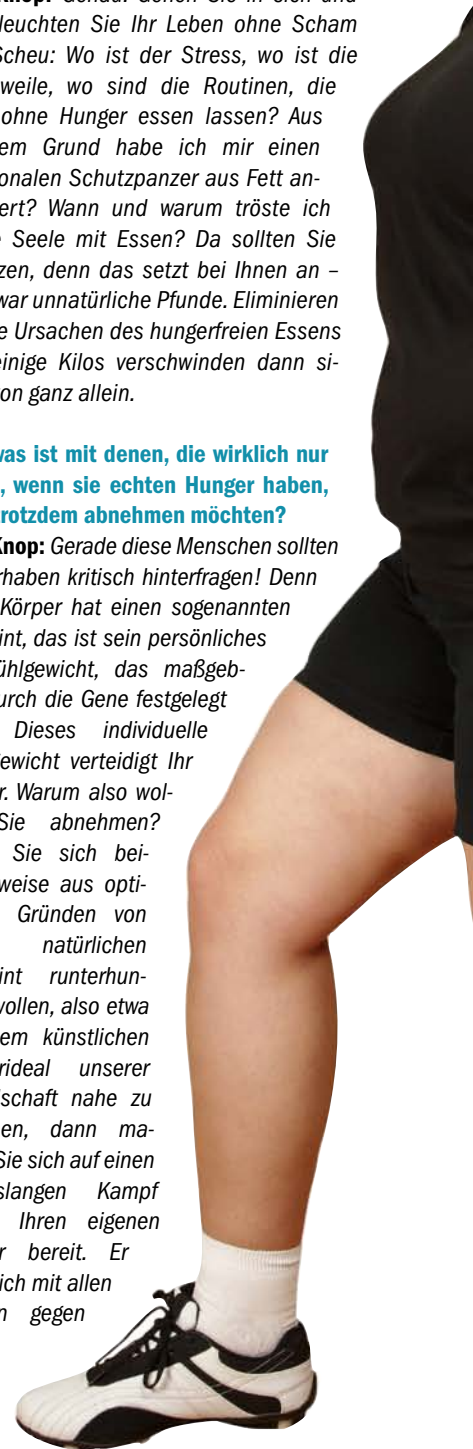 Knop: Genau. Gehen Sie in sich und
leuchten Sie Ihr Leben ohne Scham
Scheu: Wo ist der Stress, wo ist die
weile, wo sind die Routinen, die
ohne Hunger essen lassen? Aus
em Grund habe ich mir einen
onalen Schutzpanzer aus Fett an-
ert? Wann und warum tröste ich
e Seele mit Essen? Da sollten Sie
zen, denn das setzt bei Ihnen an –
war unnatürliche Pfunde. Eliminieren
e Ursachen des hungerfreien Essens
einige Kilos verschwinden dann si-
on ganz allein.
was ist mit denen, die wirklich nur
, wenn sie echten Hunger haben,
rotzdem abnehmen möchten?
Knop: Gerade diese Menschen sollten
rhaben kritisch hinterfragen! Denn
Körper hat einen sogenannten
int, das ist sein persönliches
ühlgewicht, das maßgeb-
urch die Gene festgelegt
Dieses individuelle
ewicht verteidigt Ihr
r. Warum also wol-
Sie abnehmen?
Sie sich bei-
weise aus opti-
Gründen von
natürlichen
int runterhun-
vollen, also etwa
em künstlichen
rideal unserer
schaft nahe zu
en, dann ma-
Sie sich auf einen
slangen Kampf
Ihren eigenen
r bereit. Er
ich mit allen
n gegen